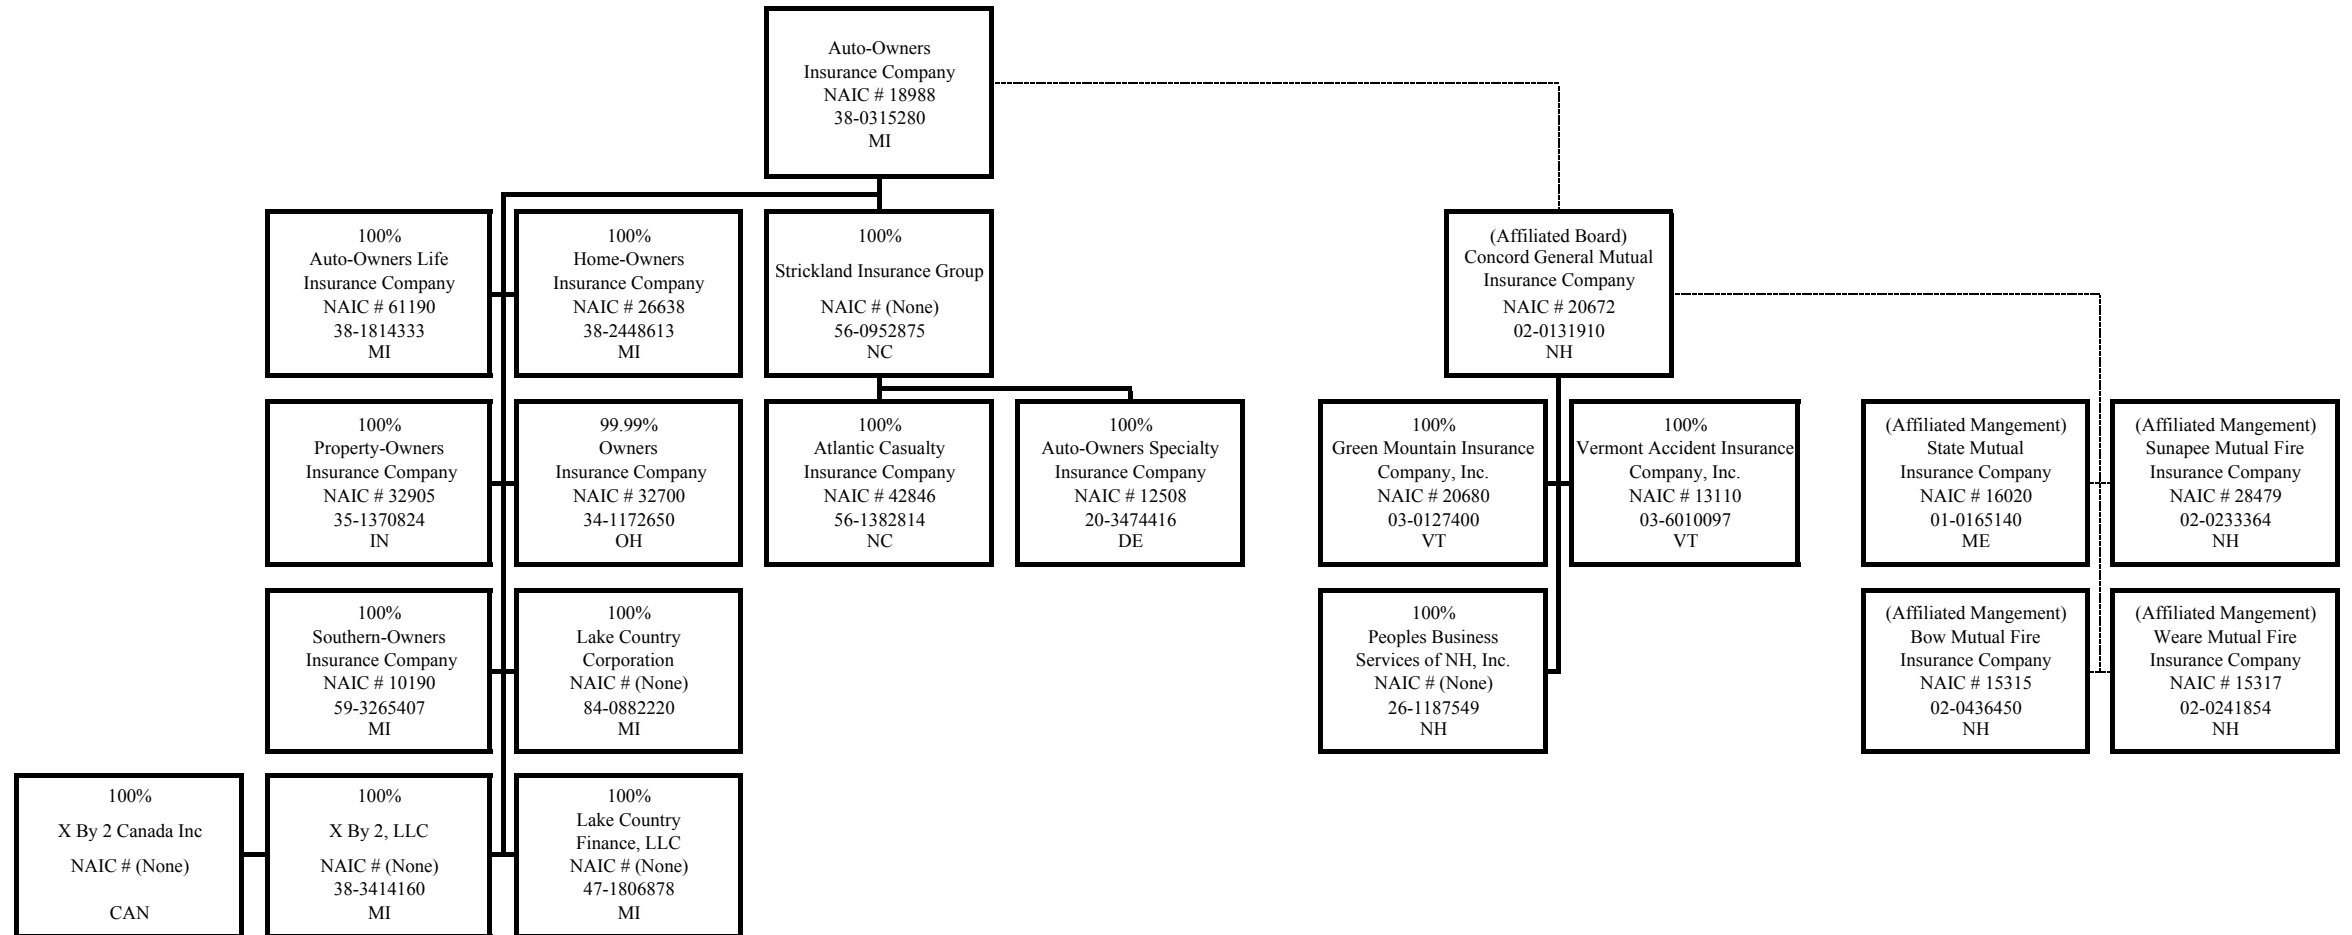 Auto-Owners
Insurance Company
NAIC # 18988
38-0315280
MI
100%
Auto-Owners Life
Insurance Company
NAIC # 61190
38-1814333
MI
100%
Home-Owners
Insurance Company
NAIC # 26638
38-2448613
MI
100%
Strickland Insurance Group
NAIC # (None)
56-0952875
NC
(Affiliated Board)
Concord General Mutual
Insurance Company
NAIC # 20672
02-0131910
NH
100%
Property-Owners
Insurance Company
NAIC # 32905
35-1370824
IN
99.99%
Owners
Insurance Company
NAIC # 32700
34-1172650
OH
100%
Atlantic Casualty
Insurance Company
NAIC # 42846
56-1382814
NC
100%
Auto-Owners Specialty
Insurance Company
NAIC # 12508
20-3474416
DE
100%
Green Mountain Insurance
Company, Inc.
NAIC # 20680
03-0127400
VT
100%
Vermont Accident Insurance
Company, Inc.
NAIC # 13110
03-6010097
VT
(Affiliated Mangement)
State Mutual
Insurance Company
NAIC # 16020
01-0165140
ME
(Affiliated Mangement)
Sunapee Mutual Fire
Insurance Company
NAIC # 28479
02-0233364
NH
100%
Southern-Owners
Insurance Company
NAIC # 10190
59-3265407
MI
100%
Lake Country
Corporation
NAIC # (None)
84-0882220
MI
100%
Peoples Business
Services of NH, Inc.
NAIC # (None)
26-1187549
NH
(Affiliated Mangement)
Bow Mutual Fire
Insurance Company
NAIC # 15315
02-0436450
NH
(Affiliated Mangement)
Weare Mutual Fire
Insurance Company
NAIC # 15317
02-0241854
NH
100%
X By 2 Canada Inc
NAIC # (None)
CAN
100%
X By 2, LLC
NAIC # (None)
38-3414160
MI
100%
Lake Country
Finance, LLC
NAIC # (None)
47-1806878
MI